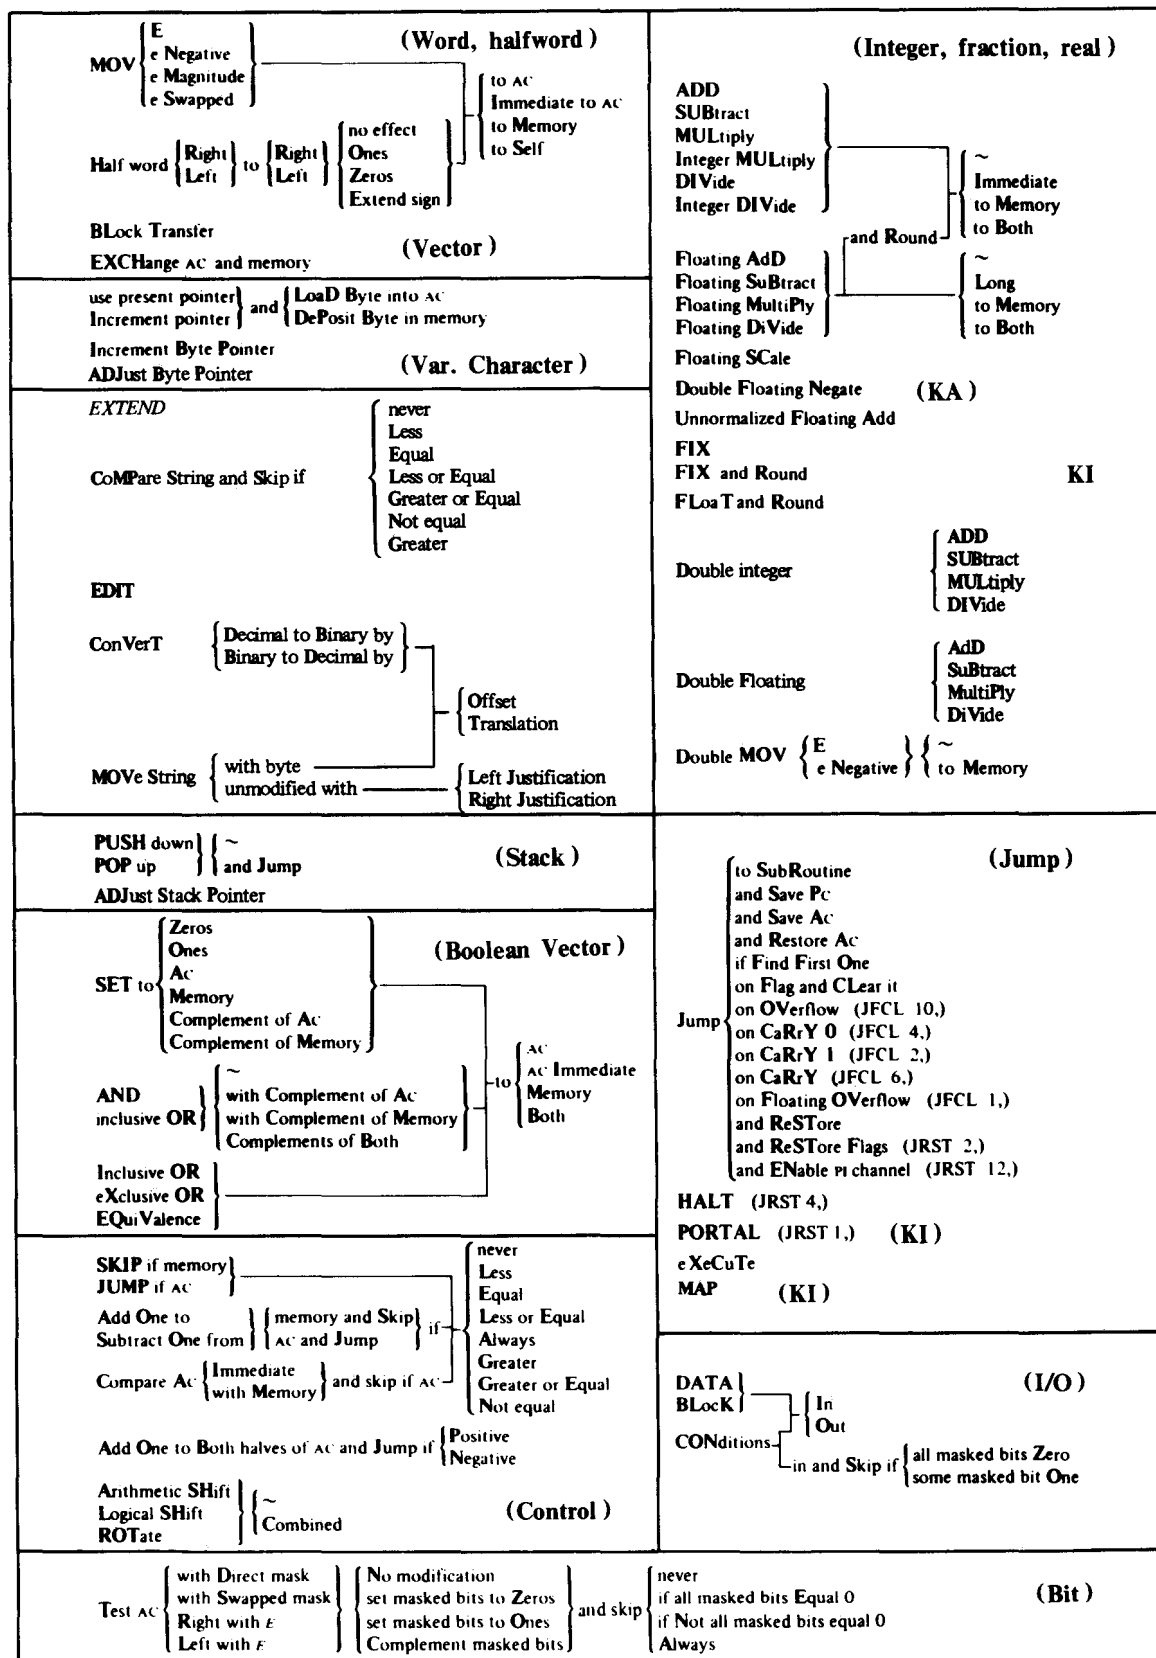 (Word, halfword)
MOV
E
e Negative
e Magnitude
e Swapped
to AC
Immediate to AC
to Memory
to Self
Half word
Right
Left
to
Right
Left
no effect
Ones
Zeros
Extend sign
BLock Transfer
EXCHange AC and memory
(Vector)
use present pointer
Increment pointer
and
LoaD Byte into AC
DePosit Byte in memory
Increment Byte Pointer
ADJust Byte Pointer
(Var. Character)
EXTEND
CoMPare String and Skip if
never
Less
Equal
Less or Equal
Greater or Equal
Not equal
Greater
EDIT
ConVerT
Decimal to Binary by
Binary to Decimal by
Offset
Translation
MOVe String
with byte
unmodified with
Left Justification
Right Justification
PUSH down
POP up
~
and Jump
ADJust Stack Pointer
(Stack)
(Boolean Vector)
SET to
Zeros
Ones
Ac
Memory
Complement of Ac
Complement of Memory
AND
inclusive OR
~
with Complement of Ac
with Complement of Memory
Complements of Both
to
AC
AC Immediate
Memory
Both
Inclusive OR
eXclusive OR
EQuiValence
SKIP if memory
JUMP if AC
Add One to
Subtract One from
memory and Skip
AC and Jump
if
never
Less
Equal
Less or Equal
Always
Greater
Greater or Equal
Not equal
Compare Ac
Immediate
with Memory
and skip if AC
Add One to Both halves of AC and Jump if
Positive
Negative
Arithmetic SHift
Logical SHift
ROTate
~
Combined
(Control)
(Integer, fraction, real)
ADD
SUBtract
MULtiply
Integer MULtiply
DIVide
Integer DIVide
~
Immediate
to Memory
to Both
and Round
Floating AdD
Floating SuBtract
Floating MultiPly
Floating DiVide
~
Long
to Memory
to Both
Floating SCale
Double Floating Negate (KA)
Unnormalized Floating Add
FIX
FIX and Round
KI
FLoaT and Round
Double integer
ADD
SUBtract
MULtiply
DIVide
Double Floating
AdD
SuBtract
MultiPly
DiVide
Double MOV
E
e Negative
~
to Memory
(Jump)
Jump
to SubRoutine
and Save Pc
and Save Ac
and Restore Ac
if Find First One
on Flag and CLear it
on OVerflow (JFCL 10,)
on CaRrY 0 (JFCL 4,)
on CaRrY 1 (JFCL 2,)
on CaRrY (JFCL 6,)
on Floating OVerflow (JFCL 1,)
and ReSTore
and ReSTore Flags (JRST 2,)
and ENable PI channel (JRST 12,)
HALT (JRST 4,)
PORTAL (JRST 1,) (KI)
eXeCuTe
MAP (KI)
(I/O)
DATA
BLocK
In
Out
CONditions
in and Skip if
all masked bits Zero
some masked bit One
Test AC
with Direct mask
with Swapped mask
Right with E
Left with E
No modification
set masked bits to Zeros
set masked bits to Ones
Complement masked bits
and skip
never
if all masked bits Equal 0
if Not all masked bits equal 0
Always
(Bit)